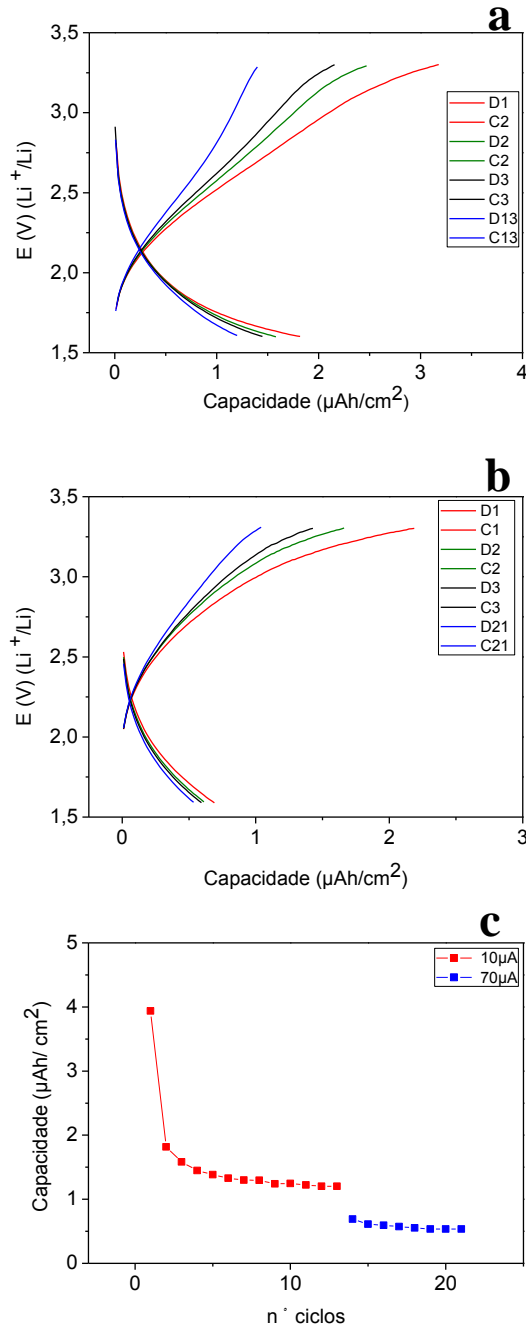 a
3,5
3,0
2,5
2,0
1,5
E (V) (Li +/Li)
D1
C2
D2
C2
D3
C3
D13
C13
0 1 2 3 4
Capacidade (µAh/cm2)
b
3,5
3,0
2,5
2,0
1,5
E (V) (Li +/Li)
D1
C1
D2
C2
D3
C3
D21
C21
0 1 2 3
Capacidade (µAh/cm2)
c
5
4
3
2
1
0
Capacidade (µAh/ cm2)
10µA
70µA
0 10 20
n ° ciclos